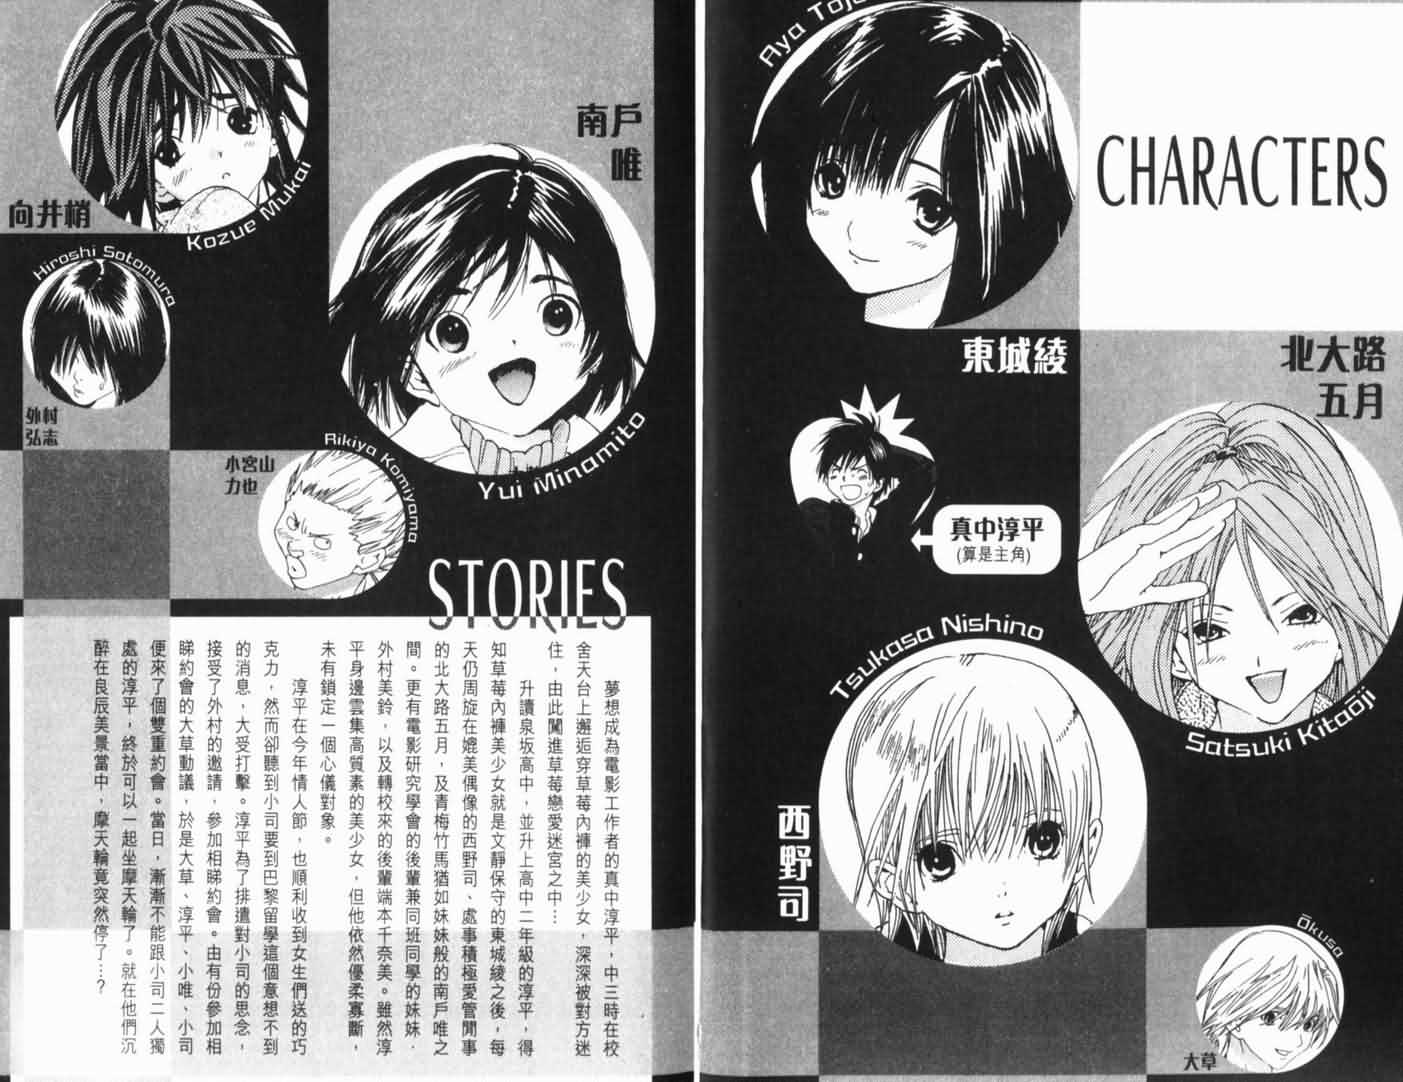 CHARACTERS
Aya Toju
東城綾
北大路
五月
Satsuki Kitaōji
真中淳平
(算是主角)
Tsukasa Nishino
西野司
Ōkusa
大草
南戶
唯
Yui Minamito
向井梢
Kozue Mukai
Hiroshi Sotomura
外村
弘志
小宮山
力也
Rikiya Komiyama
STORIES
夢想成為電影工作者的真中淳平，中三時在校
舍天台上邂逅穿草莓內褲的美少女，深深被對方迷
住，由此闖進草莓戀愛迷宮之中…
升讀泉坂高中，並升上高中二年級的淳平，得
知草莓內褲美少女就是文靜保守的東城綾之後，每
天仍周旋在媲美偶像的西野司、處事積極愛管閒事
的北大路五月，及青梅竹馬猶如妹妹般的南戶唯之
間。更有電影研究學會的後輩兼同班同學的妹妹．
外村美鈴，以及轉校來的後輩端本千奈美。雖然淳
平身邊雲集高質素的美少女，但他依然優柔寡斷，
未有鎖定一個心儀對象。
淳平在今年情人節，也順利收到女生們送的巧
克力，然而卻聽到小司要到巴黎留學這個意想不到
的消息，大受打擊。淳平為了排遣對小司的思念，
接受了外村的邀請，參加相睇約會。由有份參加相
睇約會的大草動議，於是大草、淳平、小唯、小司
便來了個雙重約會。當日，漸漸不能跟小司二人獨
處的淳平，終於可以一起坐摩天輪了。就在他們沉
醉在良辰美景當中，摩天輪竟突然停了…？